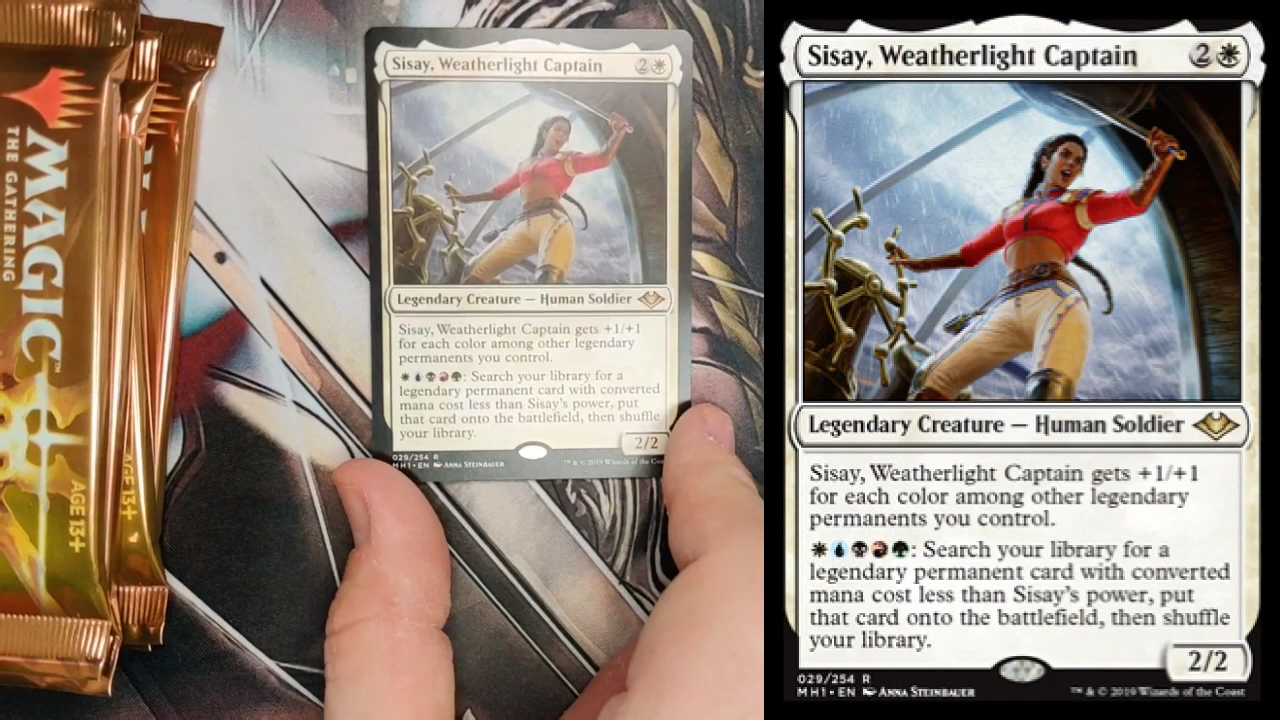 MAGIC™
THE GATHERING
AGE 13+
AGE 13+
Sisay, Weatherlight Captain 2
Legendary Creature — Human Soldier
Sisay, Weatherlight Captain gets +1/+1
for each color among other legendary
permanents you control.
: Search your library for a
legendary permanent card with converted
mana cost less than Sisay's power, put
that card onto the battlefield, then shuffle
your library.
2/2
029/254 R
MH1 • EN Anna Steinbauer
™ & © 2019 Wizards of the Coa
Sisay, Weatherlight Captain 2
Legendary Creature — Human Soldier
Sisay, Weatherlight Captain gets +1/+1
for each color among other legendary
permanents you control.
: Search your library for a
legendary permanent card with converted
mana cost less than Sisay's power, put
that card onto the battlefield, then shuffle
your library.
2/2
029/254 R
MH1 • EN Anna Steinbauer
™ & © 2019 Wizards of the Coast